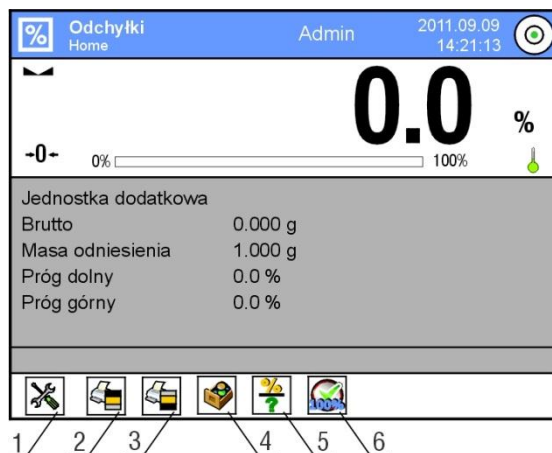 % Odchyłki Admin 2011.09.09
Home 14:21:13
0.0 %
→0← 0% 100%
Jednostka dodatkowa
Brutto 0.000 g
Masa odniesienia 1.000 g
Próg dolny 0.0 %
Próg górny 0.0 %
% ? 100%
1 2 3 4 5 6